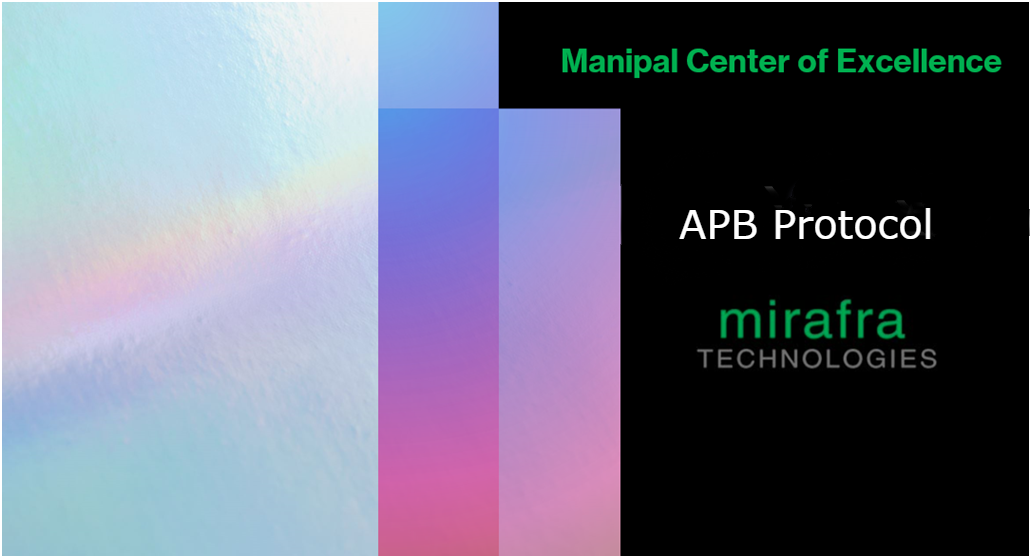 Manipal Center of Excellence
APB Protocol
mirafra
TECHNOLOGIES